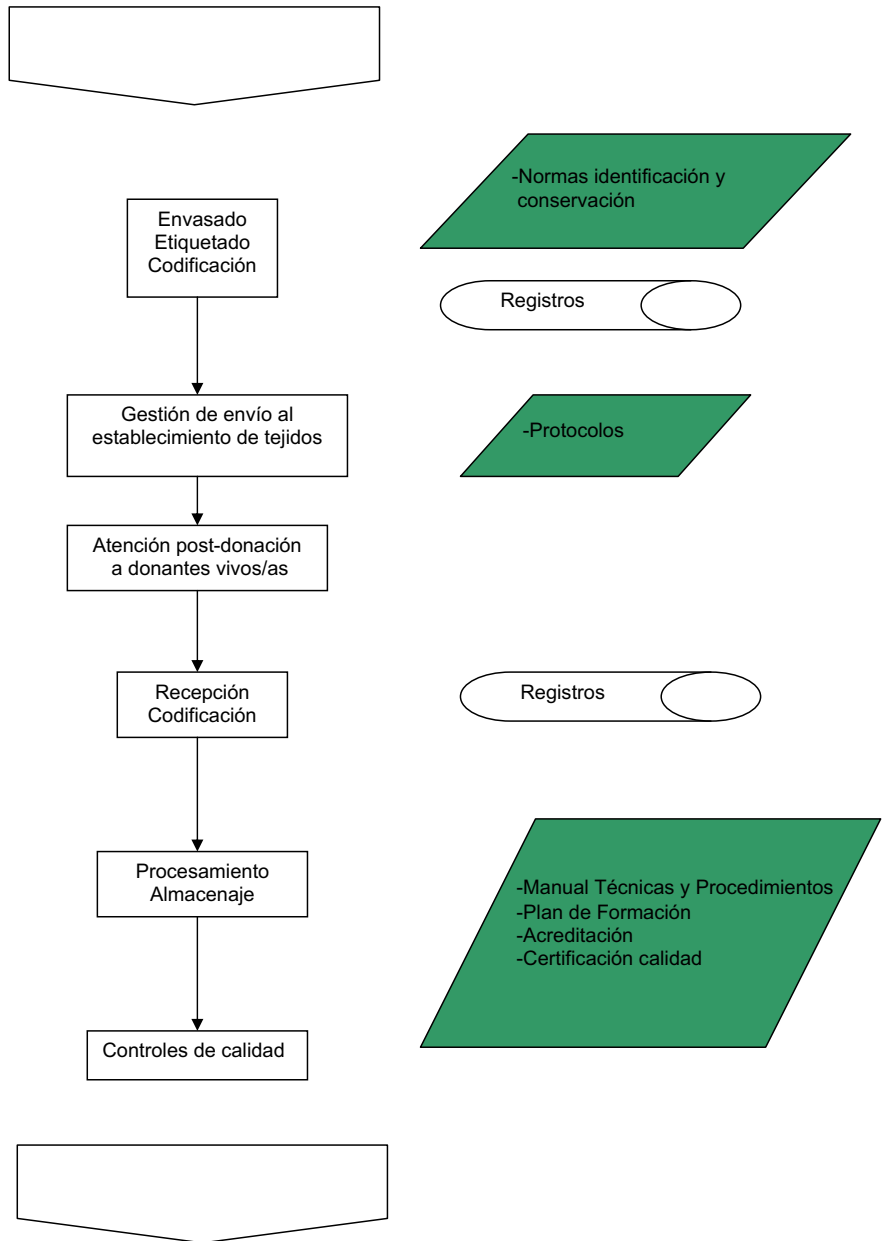 -Normas identificación y
conservación
Envasado
Etiquetado
Codificación
Registros
Gestión de envío al
establecimiento de tejidos
-Protocolos
Atención post-donación
a donantes vivos/as
Recepción
Codificación
Registros
Procesamiento
Almacenaje
-Manual Técnicas y Procedimientos
-Plan de Formación
-Acreditación
-Certificación calidad
Controles de calidad